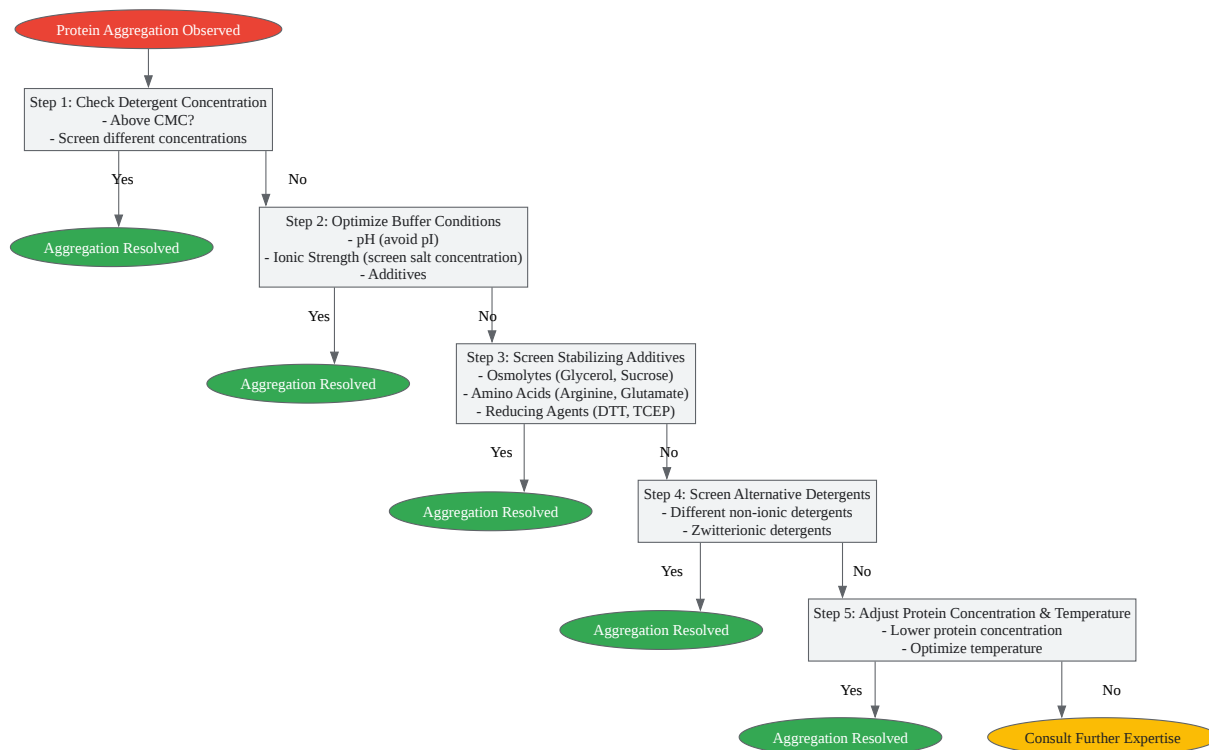 Protein Aggregation Observed
Step 1: Check Detergent Concentration
- Above CMC?
- Screen different concentrations
Yes
No
Aggregation Resolved
Step 2: Optimize Buffer Conditions
- pH (avoid pI)
- Ionic Strength (screen salt concentration)
- Additives
Yes
No
Aggregation Resolved
Step 3: Screen Stabilizing Additives
- Osmolytes (Glycerol, Sucrose)
- Amino Acids (Arginine, Glutamate)
- Reducing Agents (DTT, TCEP)
Yes
No
Aggregation Resolved
Step 4: Screen Alternative Detergents
- Different non-ionic detergents
- Zwitterionic detergents
Yes
No
Aggregation Resolved
Step 5: Adjust Protein Concentration & Temperature
- Lower protein concentration
- Optimize temperature
Yes
No
Aggregation Resolved
Consult Further Expertise